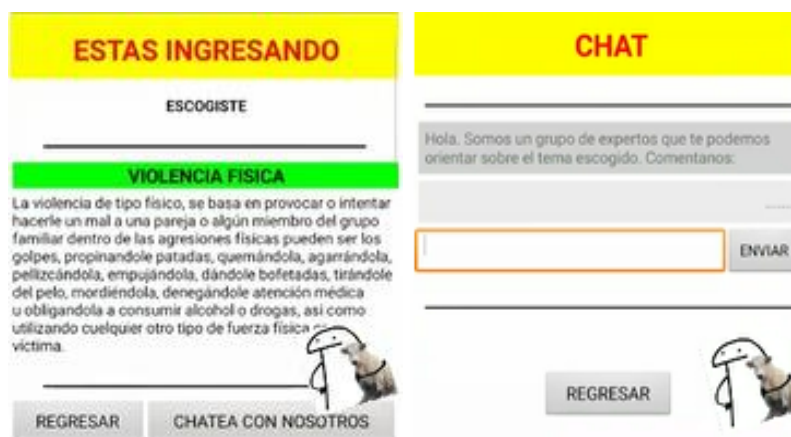 ESTAS INGRESANDO
ESCOGISTE
VIOLENCIA FISICA
La violencia de tipo físico, se basa en provocar o intentar
hacerle un mal a una pareja o algún miembro del grupo
familiar dentro de las agresiones físicas pueden ser los
golpes, propinandole patadas, quemándola, agarrándola,
pellizcándola, empujándola, dándole bofetadas, tirándole
del pelo, mordiéndola, denegándole atención médica
u obligandola a consumir alcohol o drogas, asi como
utilizando cuelquier otro tipo de fuerza física
victima.
REGRESAR
CHATEA CON NOSOTROS
CHAT
Hola. Somos un grupo de expertos que te podemos
orientar sobre el tema escogido. Comentanos:
ENVIAR
REGRESAR